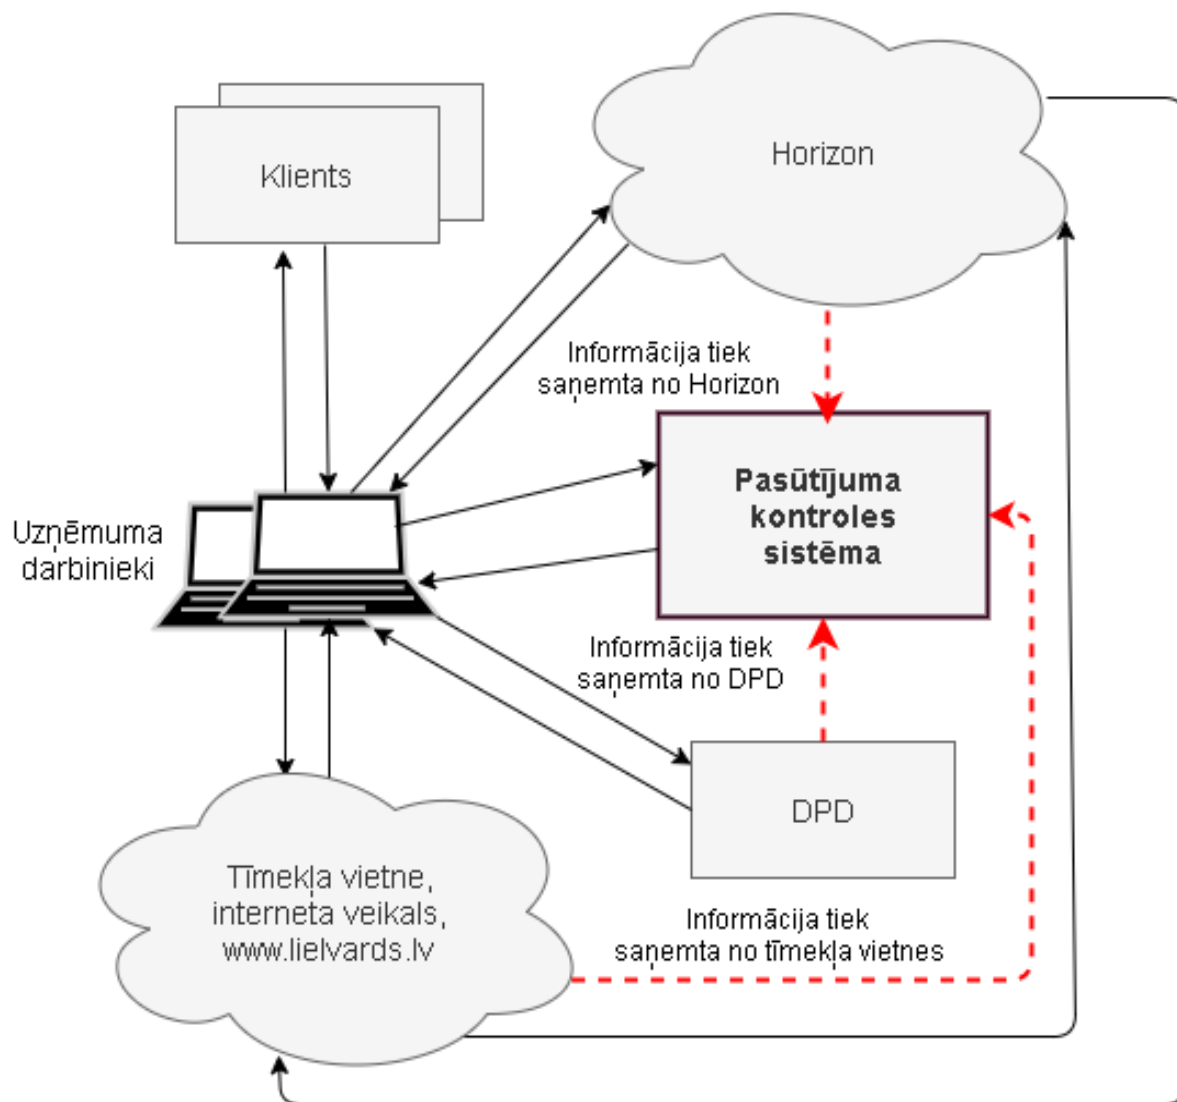 Klients
Horizon
Informācija tiek
saņemta no Horizon
Pasūtījuma
kontroles
sistēma
Uzņēmuma
darbinieki
Informācija tiek
saņemta no DPD
DPD
Tīmekļa vietne,
interneta veikals,
www.lielvards.lv
Informācija tiek
saņemta no tīmekļa vietnes